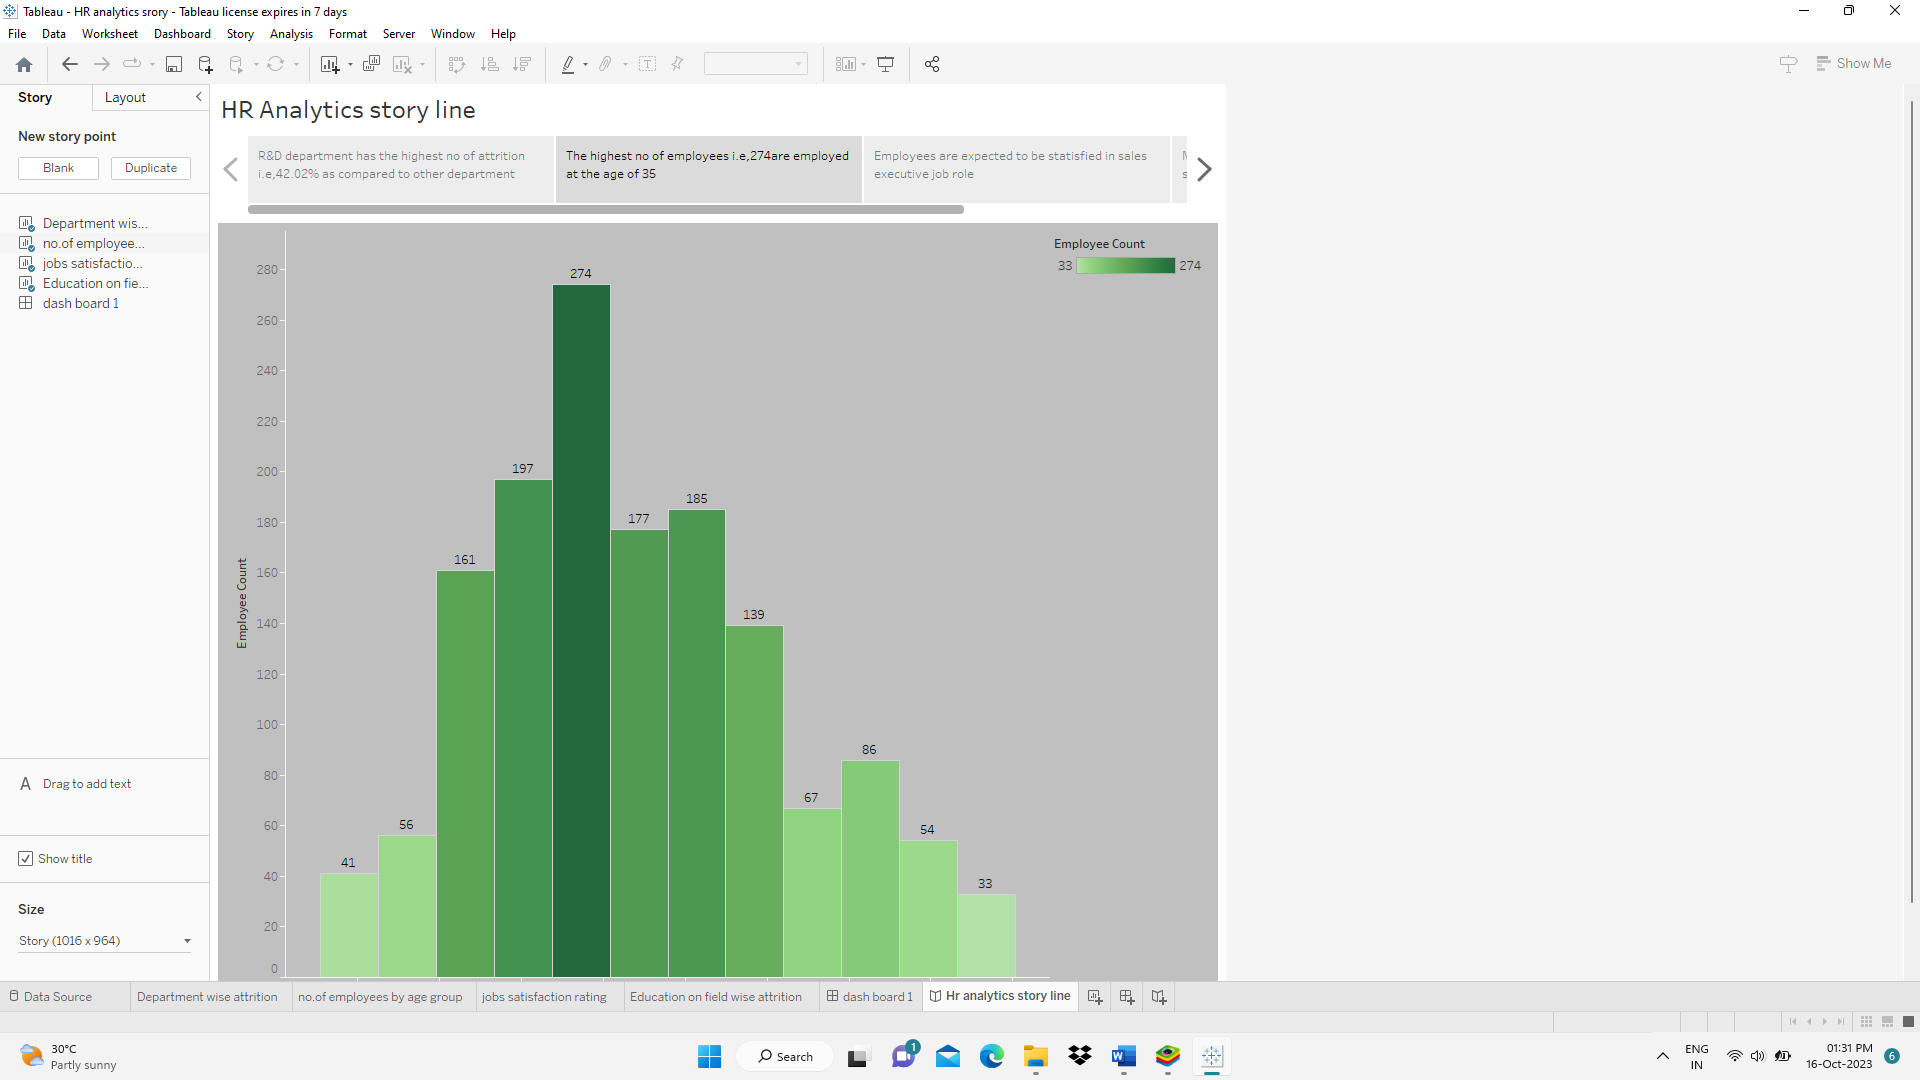 Tableau - HR analytics srory - Tableau license expires in 7 days
File Data Worksheet Dashboard Story Analysis Format Server Window Help
Show Me
Story Layout
New story point
Blank Duplicate
Department wis...
no.of employee...
jobs satisfactio...
Education on fie...
dash board 1
A Drag to add text
Show title
Size
Story (1016 x 964)
HR Analytics story line
R&D department has the highest no of attrition
i.e,42.02% as compared to other department
The highest no of employees i.e,274are employed
at the age of 35
Employees are expected to be statisfied in sales
executive job role
Employee Count
33 274
Employee Count
280
260
240
220
200
180
160
140
120
100
80
60
40
20
0
41
56
161
197
274
177
185
139
67
86
54
33
Data Source Department wise attrition no.of employees by age group jobs satisfaction rating Education on field wise attrition dash board 1 Hr analytics story line
30°C
Partly sunny
Search
1
W
ENG
IN
01:31 PM
16-Oct-2023
6